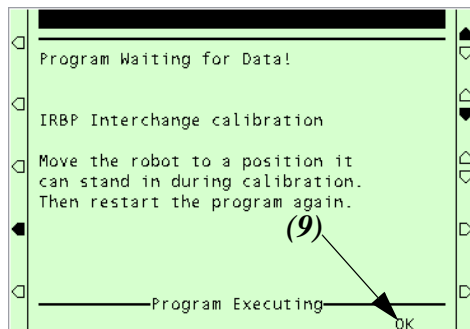 Program Waiting for Data!
IRBP Interchange calibration
Move the robot to a position it
can stand in during calibration.
Then restart the program again.
(9)
Program Executing
OK